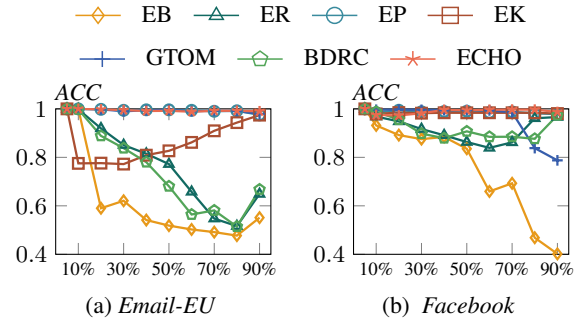 EB ER EP EK
GTOM BDRC ECHO
ACC ACC
1 1
0.8 0.8
0.6 0.6
0.4 0.4
10% 30% 50% 70% 90% 10% 30% 50% 70% 90%
(a) Email-EU (b) Facebook